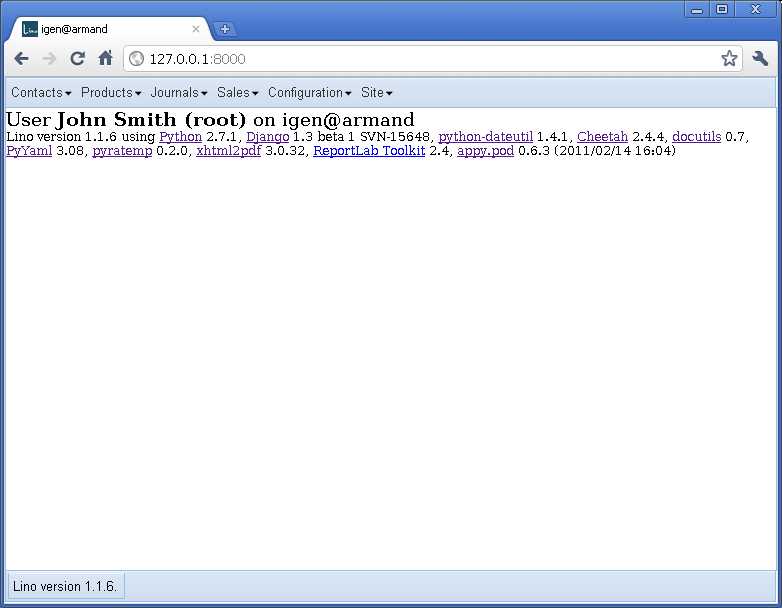 Lino igen@armand
127.0.0.1:8000
Contacts Products Journals Sales Configuration Site
User John Smith (root) on igen@armand
Lino version 1.1.6 using Python 2.7.1, Django 1.3 beta 1 SVN-15648, python-dateutil 1.4.1, Cheetah 2.4.4, docutils 0.7,
PyYaml 3.08, pyratemp 0.2.0, xhtml2pdf 3.0.32, ReportLab Toolkit 2.4, appy.pod 0.6.3 (2011/02/14 16:04)
Lino version 1.1.6.